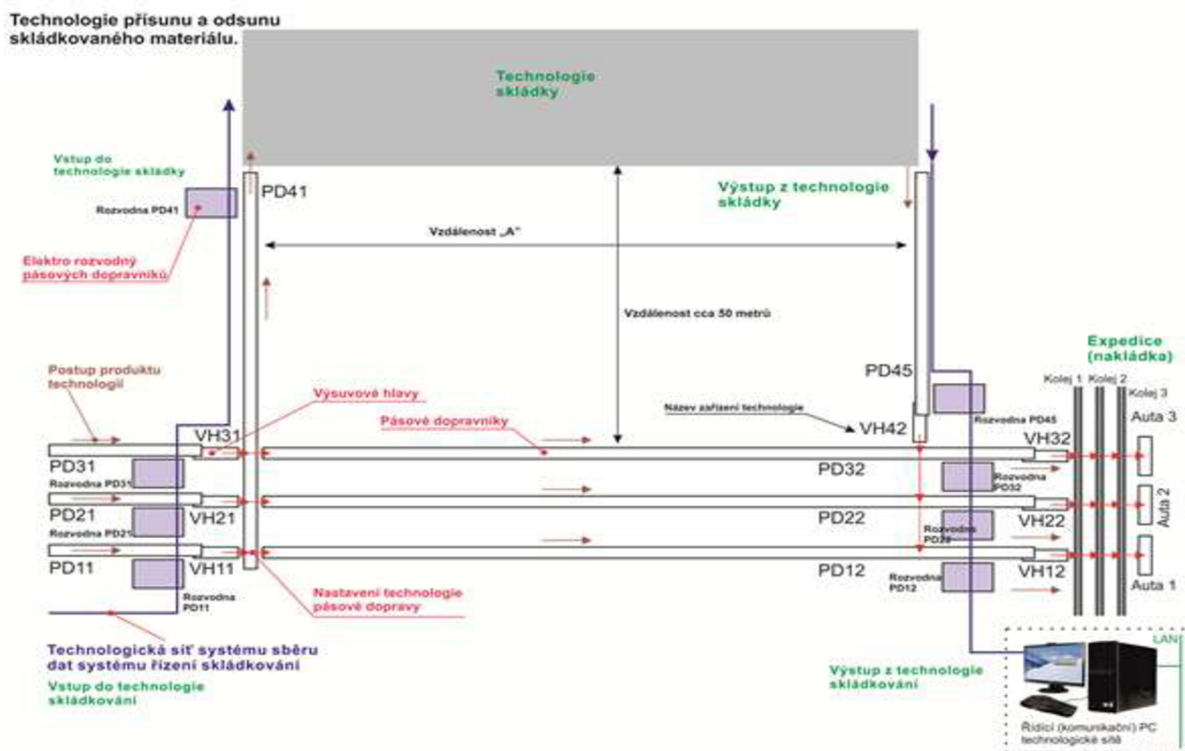 Technologie přísunu a odsunu
skládkovaného materiálu.
Technologie
skládky
Vstup do
technologie skládky
PD41
Rozvodna PD41
Výstup z technologie
skládky
Vzdálenost „A"
Elektro rozvodný
pásových dopravníků
Vzdálenost cca 50 metrů
Expedice
(nakládka)
Postup produktu
technologií
PD45
Kolej 1
Kolej 2
Kolej 3
Výsuvové hlavy
Název zařízení technologie
Rozvodna PD45
Auta 3
Pásové dopravníky
VH31
VH42
VH32
PD31
PD32
Rozvodna PD31
Rozvodna
PD32
PD21
VH21
PD22
VH22
Auta 2
Rozvodna PD21
Rozvodna
PD22
PD11
VH11
PD12
VH12
Rozvodna
PD11
Rozvodna
PD12
Auta 1
Nastavení technologie
pásové dopravy
Technologická síť systému sběru
dat systému řízení skládkování
Vstup do technologie
skládkování
Výstup z technologie
skládkování
LAN
Řídící (komunikační) PC
technologické sítě